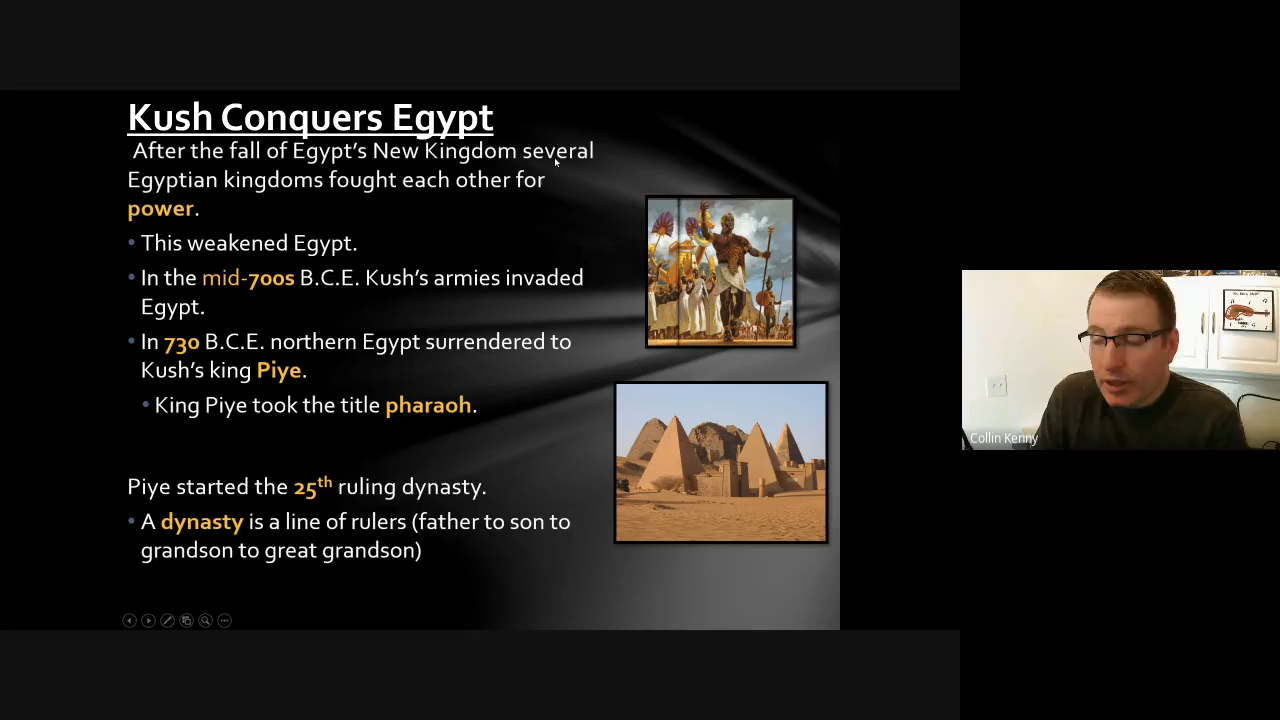 Kush Conquers Egypt
After the fall of Egypt’s New Kingdom several
Egyptian kingdoms fought each other for
power.
• This weakened Egypt.
• In the mid-700s B.C.E. Kush’s armies invaded
Egypt.
• In 730 B.C.E. northern Egypt surrendered to
Kush’s king Piye.
• King Piye took the title pharaoh.
Piye started the 25th ruling dynasty.
• A dynasty is a line of rulers (father to son to
grandson to great grandson)
Collin Kenny